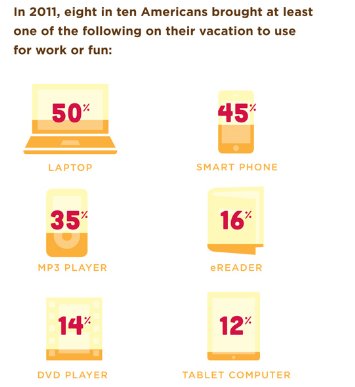 In 2011, eight in ten Americans brought at least
one of the following on their vacation to use
for work or fun:
50%
45%
LAPTOP
SMART PHONE
35%
16%
MP3 PLAYER
eREADER
14%
12%
DVD PLAYER
TABLET COMPUTER